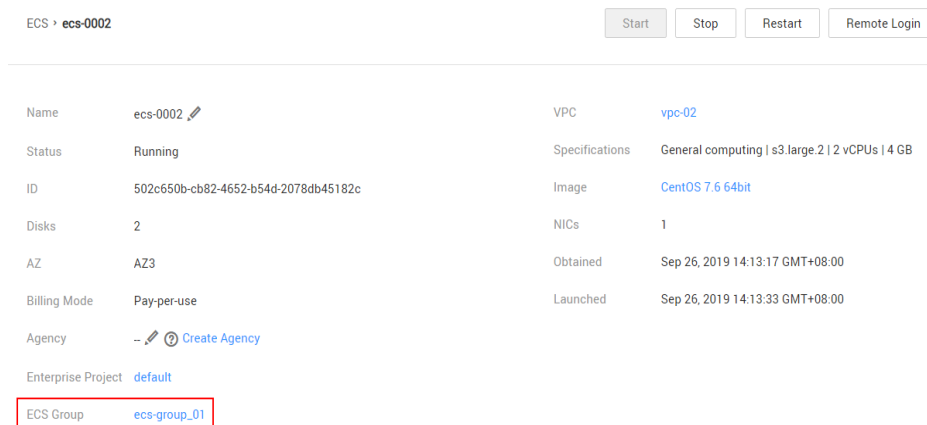 ECS > ecs-0002
Start Stop Restart Remote Login
Name ecs-0002
Status Running
ID 502c650b-cb82-4652-b54d-2078db45182c
Disks 2
AZ AZ3
Billing Mode Pay-per-use
Agency -- ? Create Agency
Enterprise Project default
ECS Group ecs-group_01
VPC vpc-02
Specifications General computing | s3.large.2 | 2 vCPUs | 4 GB
Image CentOS 7.6 64bit
NICs 1
Obtained Sep 26, 2019 14:13:17 GMT+08:00
Launched Sep 26, 2019 14:13:33 GMT+08:00